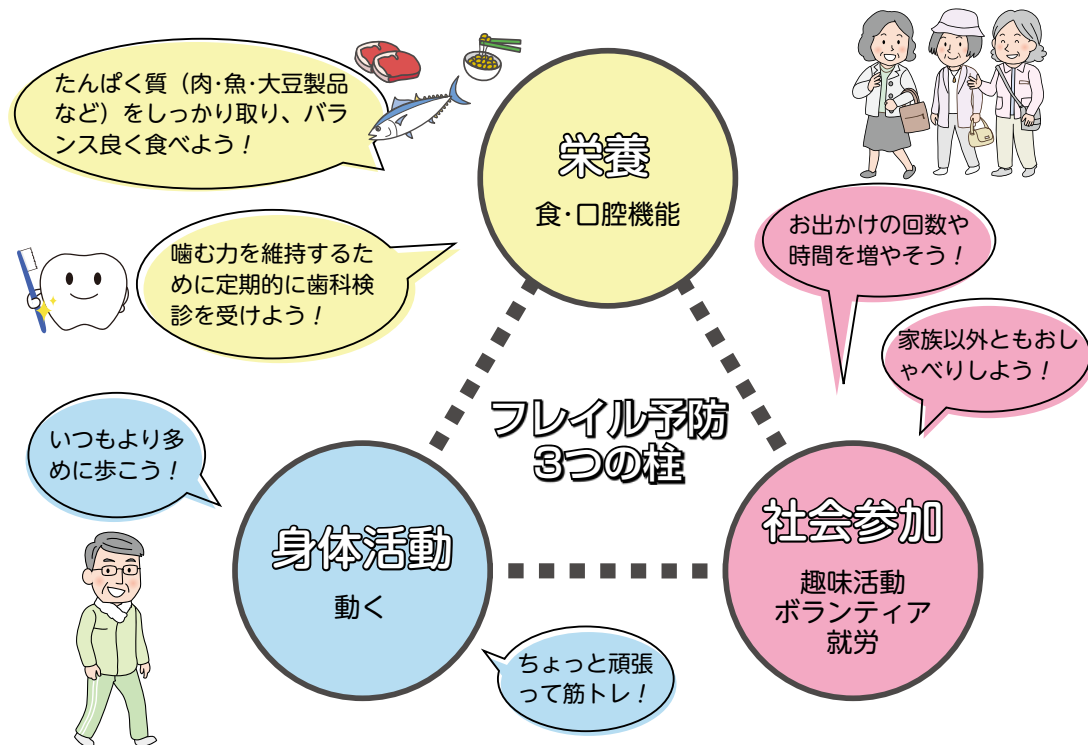 たんぱく質（肉・魚・大豆製品
など）をしっかり取り、バラ
ンス良く食べよう！
栄養
食・口腔機能
噛む力を維持するた
めに定期的に歯科検
診を受けよう！
お出かけの回数や
時間を増やそう！
家族以外ともおし
ゃべりしよう！
フレイル予防
3つの柱
いつもより多
めに歩こう！
身体活動
動く
ちょっと頑張
って筋トレ！
社会参加
趣味活動
ボランティア
就労